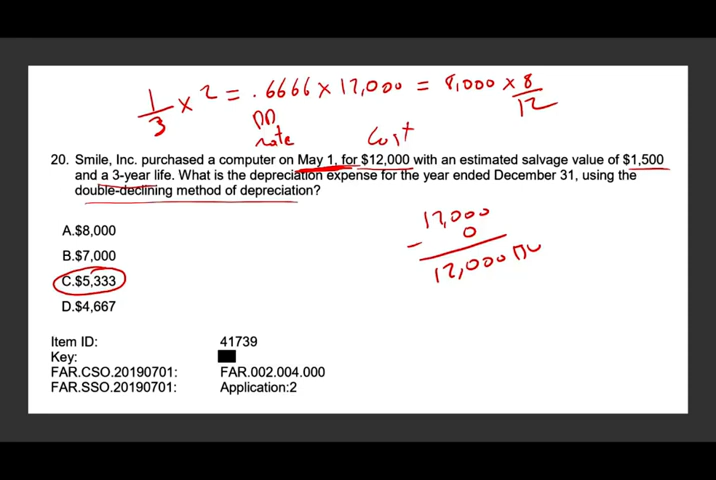 1/3 x 2 = .6666 x 12,000 = 8,000 x 8/12
DD
rate
Cost
20. Smile, Inc. purchased a computer on May 1, for $12,000 with an estimated salvage value of $1,500
and a 3-year life. What is the depreciation expense for the year ended December 31, using the
double-declining method of depreciation?
12,000
- 0
12,000 BV
A.$8,000
B.$7,000
C.$5,333
D.$4,667
Item ID: 41739
Key:
FAR.CSO.20190701: FAR.002.004.000
FAR.SSO.20190701: Application:2